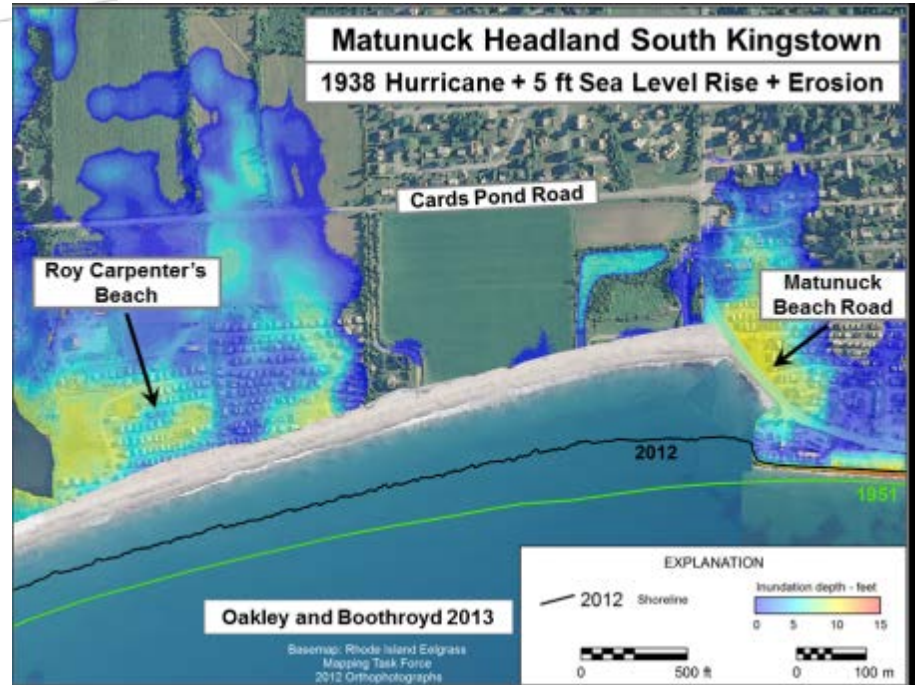 Matunuck Headland South Kingstown
1938 Hurricane + 5 ft Sea Level Rise + Erosion
Cards Pond Road
Roy Carpenter's
Beach
Matunuck
Beach Road
2012
1951
EXPLANATION
2012 Shoreline
Inundation depth - feet
0 5 10 15
0 500 ft
0 100 m
Oakley and Boothroyd 2013
Basemap: Rhode Island Eelgrass
Mapping Task Force
2012 Orthophotographs